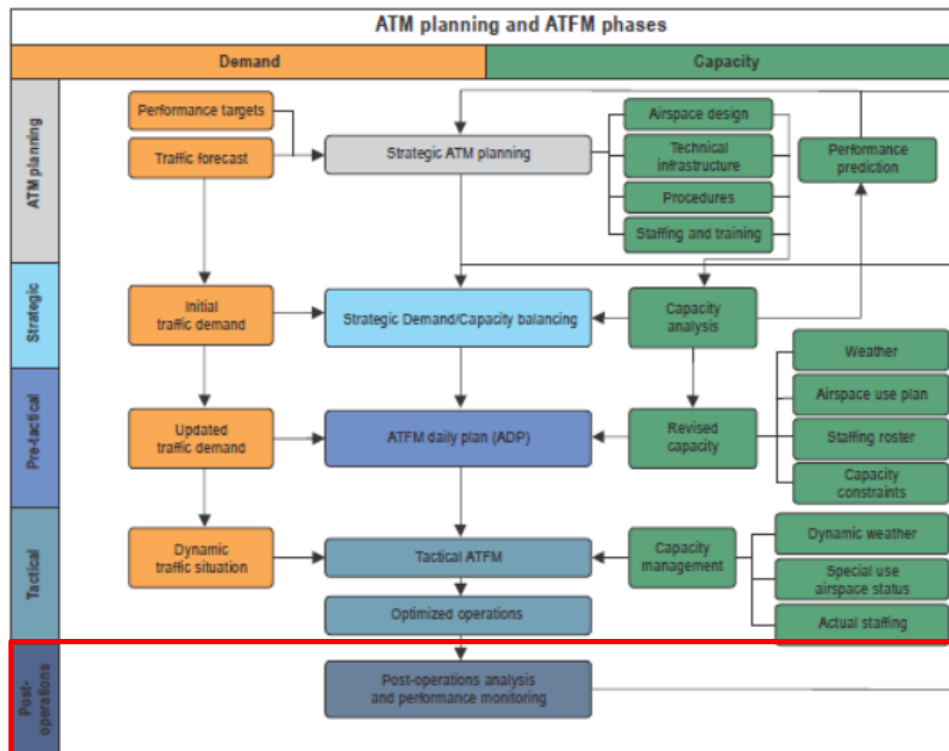 ATM planning and ATFM phases
Demand
Capacity
ATM planning
Performance targets
Traffic forecast
Strategic ATM planning
Airspace design
Technical
infrastructure
Procedures
Staffing and training
Performance
prediction
Strategic
Initial
traffic demand
Strategic Demand/Capacity balancing
Capacity
analysis
Pre-tactical
Updated
traffic demand
ATFM daily plan (ADP)
Revised
capacity
Weather
Airspace use plan
Staffing roster
Capacity
constraints
Tactical
Dynamic
traffic situation
Tactical ATFM
Optimized operations
Capacity
management
Dynamic weather
Special use
airspace status
Actual staffing
Post-
operations
Post-operations analysis
and performance monitoring